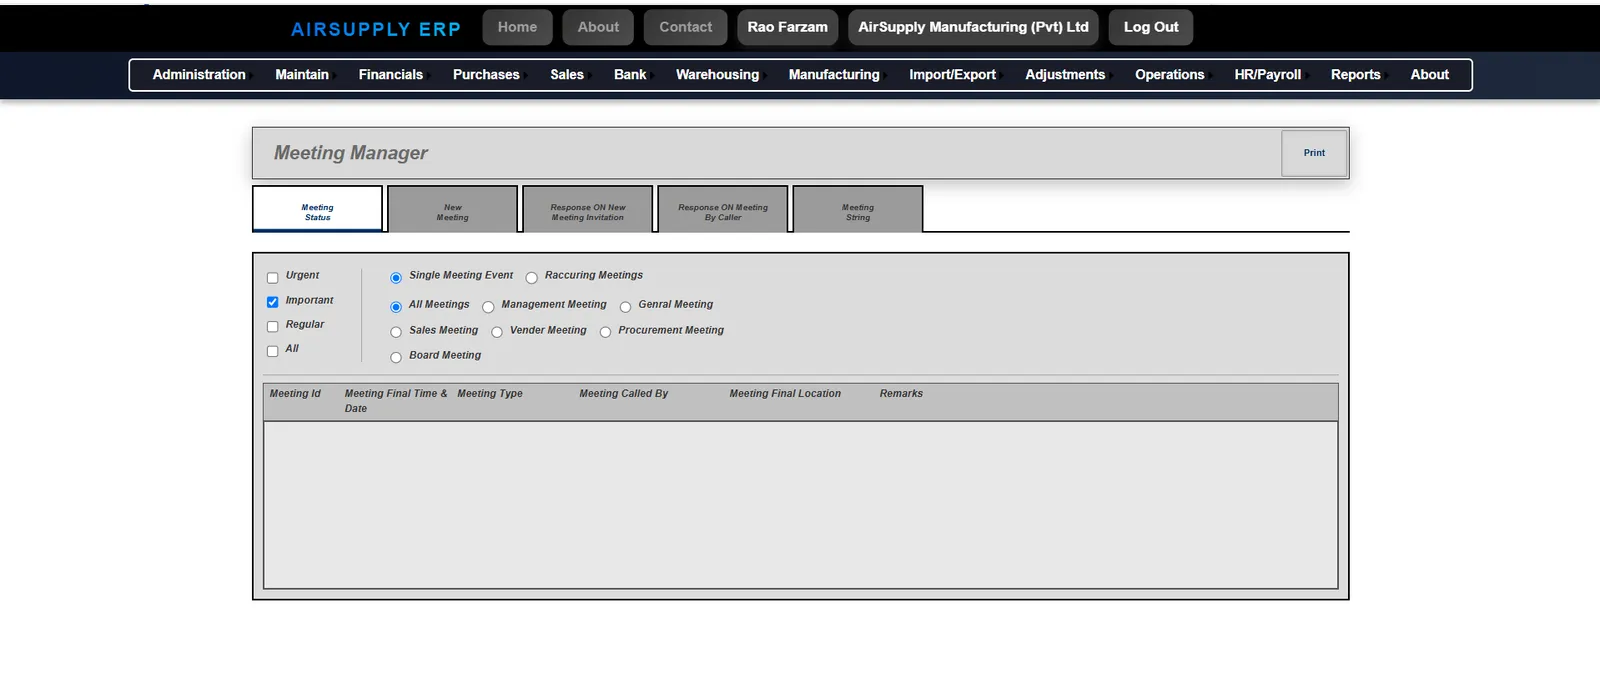 AIRSUPPLY ERP Home About Contact Rao Farzam AirSupply Manufacturing (Pvt) Ltd Log Out
Administration Maintain Financials Purchases Sales Bank Warehousing Manufacturing Import/Export Adjustments Operations HR/Payroll Reports About
Meeting Manager Print
Meeting Status
New Meeting
Response ON New Meeting Invitation
Response ON Meeting By Caller
Meeting String
Urgent
Important
Regular
All
Single Meeting Event Raccuring Meetings
All Meetings Management Meeting Genral Meeting
Sales Meeting Vender Meeting Procurement Meeting
Board Meeting
Meeting Id Meeting Final Time & Date Meeting Type Meeting Called By Meeting Final Location Remarks